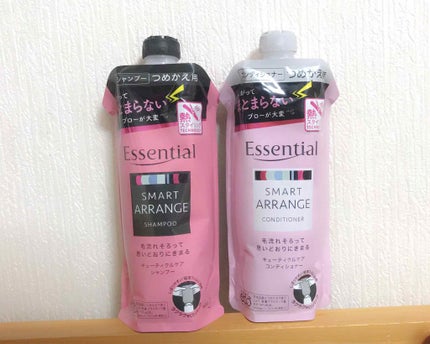 シャンプー つめかえ用
まとまらない
ブローが大変
熱
Essential
SMART
ARRANGE
SHAMPOO
毛流れそろって
思いどおりにきまる
キューティクルケア
シャンプー
コンディショナー つめかえ用
まとまらない
ブローが大変
熱
Essential
SMART
ARRANGE
CONDITIONER
毛流れそろって
思いどおりにきまる
キューティクルケア
コンディショナー